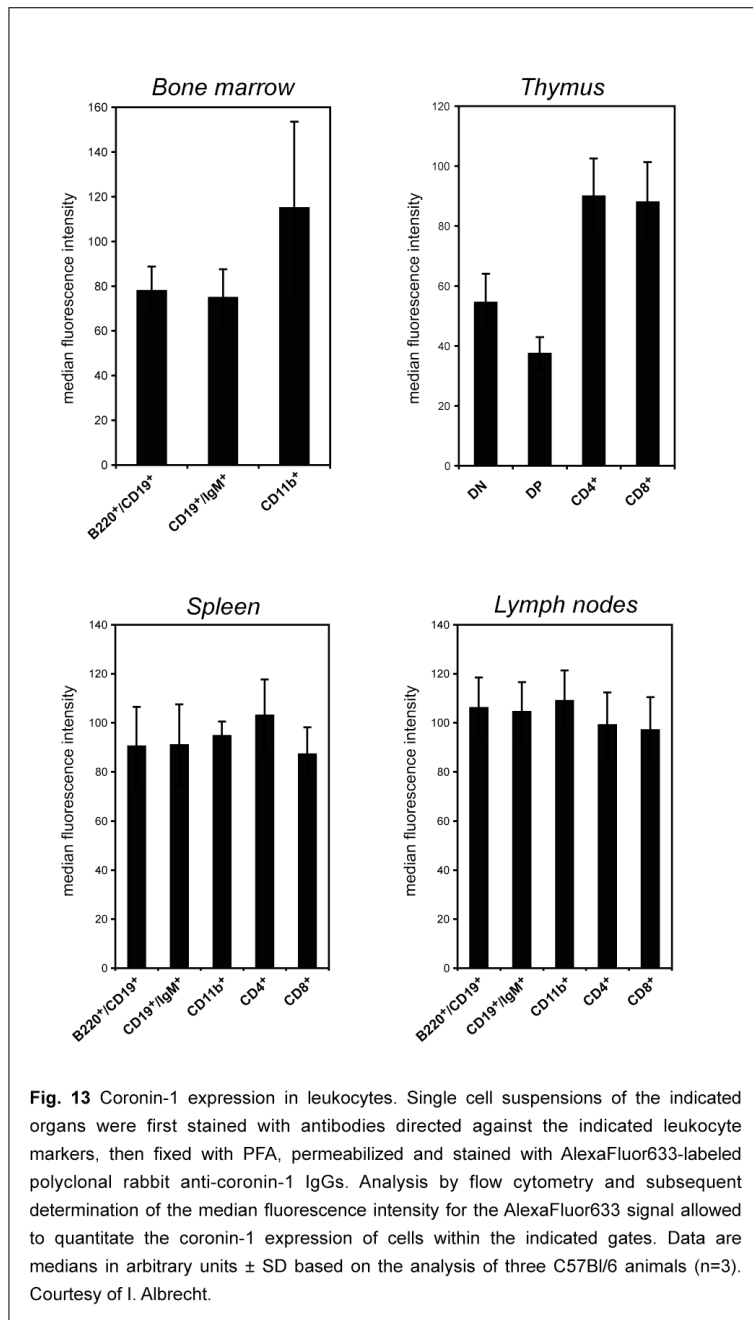 Bone marrow
160
140
120
100
80
60
40
20
0
median fluorescence intensity
B220⁺/CD19⁺
CD19⁺/IgM⁺
CD11b⁺
Thymus
120
100
80
60
40
20
0
median fluorescence intensity
DN
DP
CD4⁺
CD8⁺
Spleen
140
120
100
80
60
40
20
0
median fluorescence intensity
B220⁺/CD19⁺
CD19⁺/IgM⁺
CD11b⁺
CD4⁺
CD8⁺
Lymph nodes
140
120
100
80
60
40
20
0
median fluorescence intensity
B220⁺/CD19⁺
CD19⁺/IgM⁺
CD11b⁺
CD4⁺
CD8⁺
Fig. 13 Coronin-1 expression in leukocytes. Single cell suspensions of the indicated
organs were first stained with antibodies directed against the indicated leukocyte
markers, then fixed with PFA, permeabilized and stained with AlexaFluor633-labeled
polyclonal rabbit anti-coronin-1 IgGs. Analysis by flow cytometry and subsequent
determination of the median fluorescence intensity for the AlexaFluor633 signal allowed
to quantitate the coronin-1 expression of cells within the indicated gates. Data are
medians in arbitrary units ± SD based on the analysis of three C57Bl/6 animals (n=3).
Courtesy of I. Albrecht.